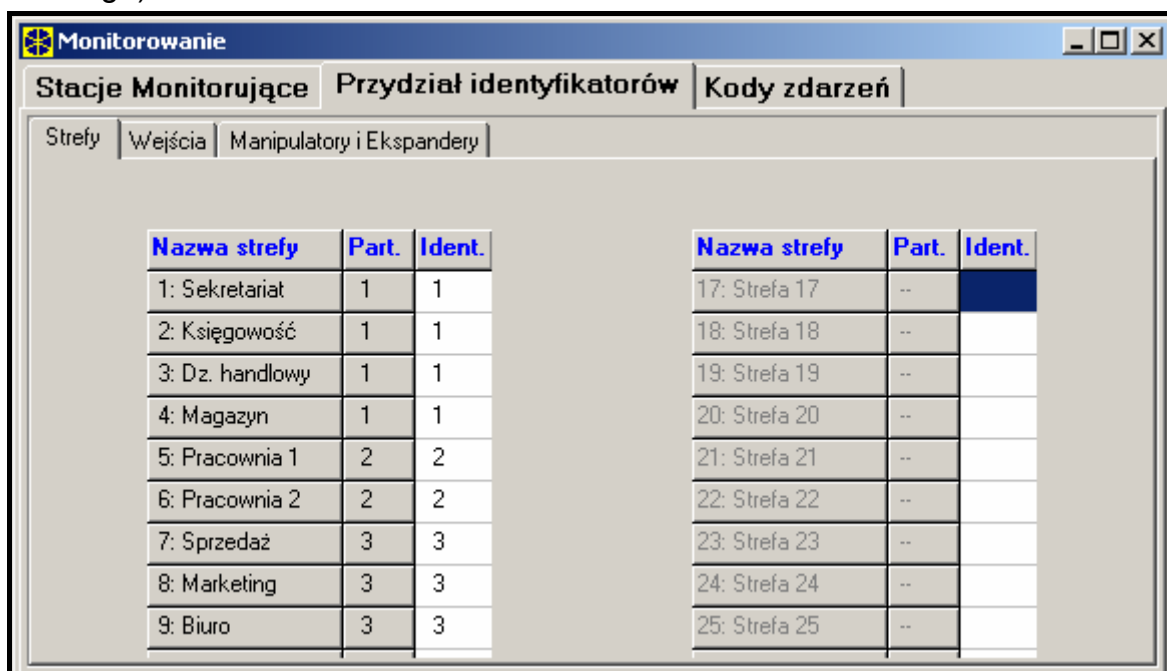 Monitorowanie
Stacje Monitorujące Przydział identyfikatorów Kody zdarzeń
Strefy Wejścia Manipulatory i Ekspandery
Nazwa strefy Part. Ident. Nazwa strefy Part. Ident.
1: Sekretariat 1 1 17: Strefa 17 --
2: Księgowość 1 1 18: Strefa 18 --
3: Dz. handlowy 1 1 19: Strefa 19 --
4: Magazyn 1 1 20: Strefa 20 --
5: Pracownia 1 2 2 21: Strefa 21 --
6: Pracownia 2 2 2 22: Strefa 22 --
7: Sprzedaż 3 3 23: Strefa 23 --
8: Marketing 3 3 24: Strefa 24 --
9: Biuro 3 3 25: Strefa 25 --